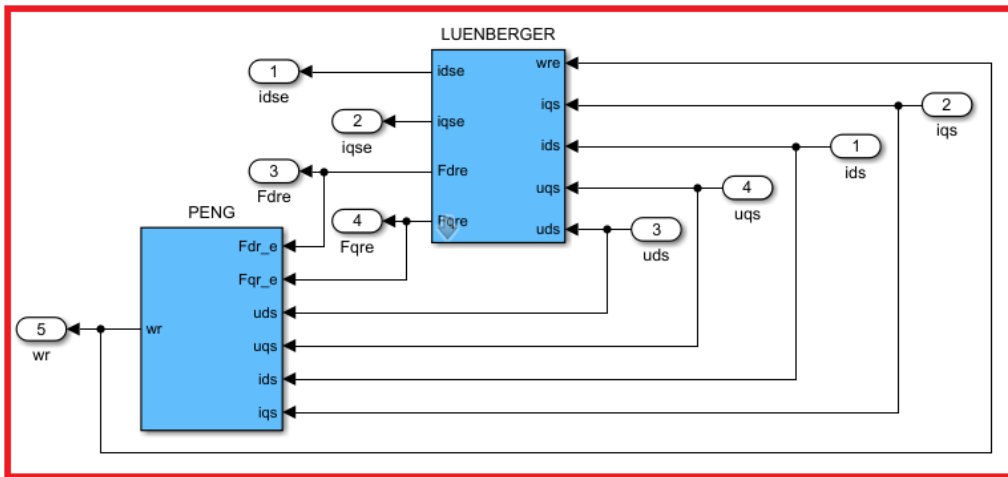 LUENBERGER
idse
iqse
Fdre
Fqre
wre
iqs
ids
uqs
uds
1
idse
2
iqse
3
Fdre
4
Fqre
2
iqs
1
ids
4
uqs
3
uds
PENG
Fdr_e
Fqr_e
uds
uqs
ids
iqs
wr
5
wr